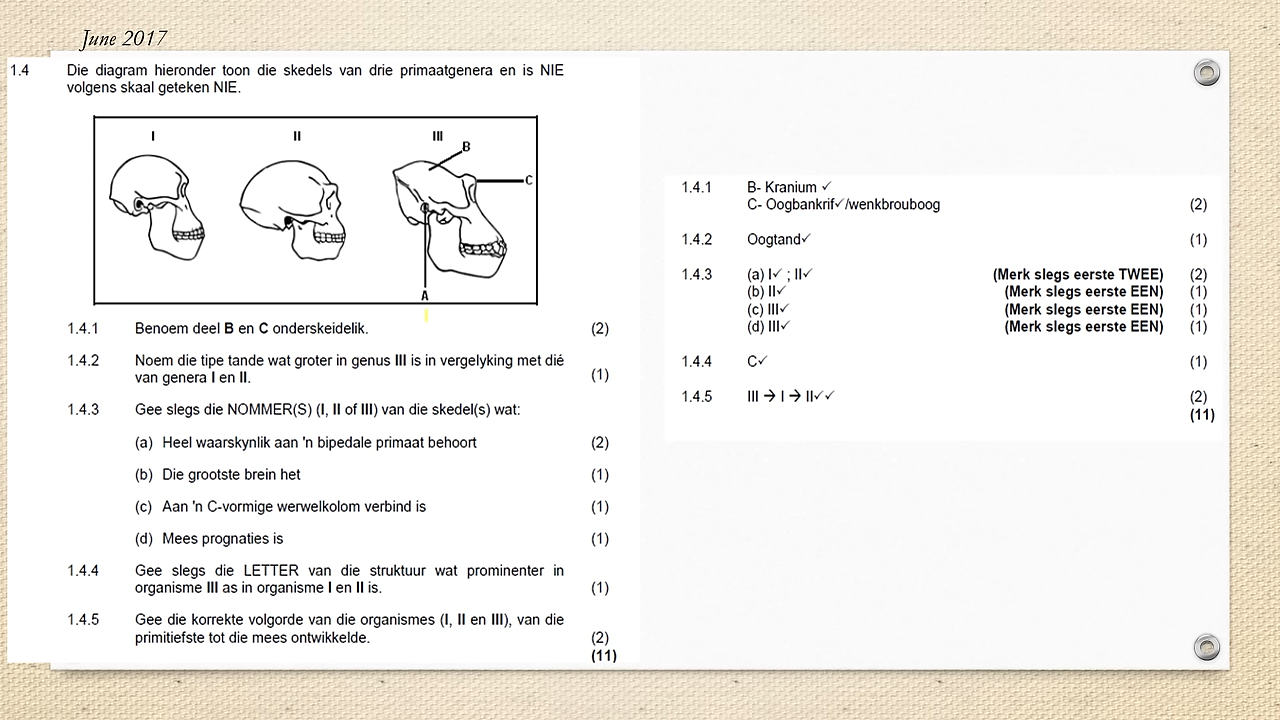 June 2017
1.4 Die diagram hieronder toon die skedels van drie primaatgenera en is NIE
volgens skaal geteken NIE.
I II III
B
C
A
1.4.1 Benoem deel B en C onderskeidelik. (2)
1.4.2 Noem die tipe tande wat groter in genus III is in vergelyking met dié
van genera I en II. (1)
1.4.3 Gee slegs die NOMMER(S) (I, II of III) van die skedel(s) wat:
(a) Heel waarskynlik aan 'n bipedale primaat behoort (2)
(b) Die grootste brein het (1)
(c) Aan 'n C-vormige werwelkolom verbind is (1)
(d) Mees prognaties is (1)
1.4.4 Gee slegs die LETTER van die struktuur wat prominenter in
organisme III as in organisme I en II is. (1)
1.4.5 Gee die korrekte volgorde van die organismes (I, II en III), van die
primitiefste tot die mees ontwikkelde. (2)
(11)
1.4.1 B- Kranium ✓
C- Oogbankrif✓/wenkbrouboog (2)
1.4.2 Oogtand✓ (1)
1.4.3 (a) I✓ ; II✓ (Merk slegs eerste TWEE) (2)
(b) II✓ (Merk slegs eerste EEN) (1)
(c) III✓ (Merk slegs eerste EEN) (1)
(d) III✓ (Merk slegs eerste EEN) (1)
1.4.4 C✓ (1)
1.4.5 III → I → II✓✓ (2)
(11)